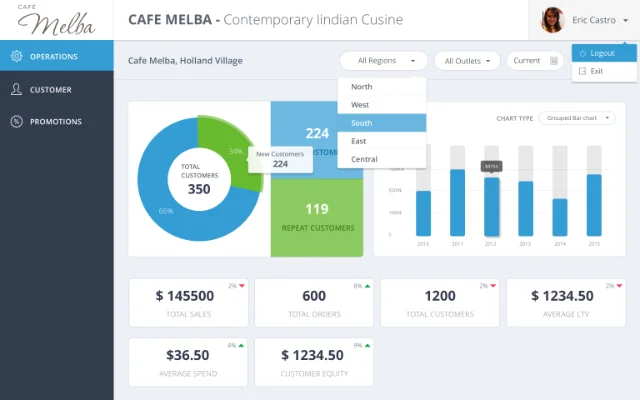 CAFÉ
Melba
CAFE MELBA - Contemporary Iindian Cusine
Eric Castro
Logout
Exit
OPERATIONS
CUSTOMER
PROMOTIONS
Cafe Melba, Holland Village
All Regions
All Outlets
Current
North
West
South
East
Central
34%
66%
TOTAL
CUSTOMERS
350
New Customers
224
224
119
REPEAT CUSTOMERS
CHART TYPE
Grouped Bar chart
500$
100$
0
2010
2011
2012
2013
2014
2015
2%
$ 145500
TOTAL SALES
8%
600
TOTAL ORDERS
2%
1200
TOTAL CUSTOMERS
2%
$ 1234.50
AVERAGE LTV
4%
$36.50
AVERAGE SPEND
9%
$ 1234.50
CUSTOMER EQUITY